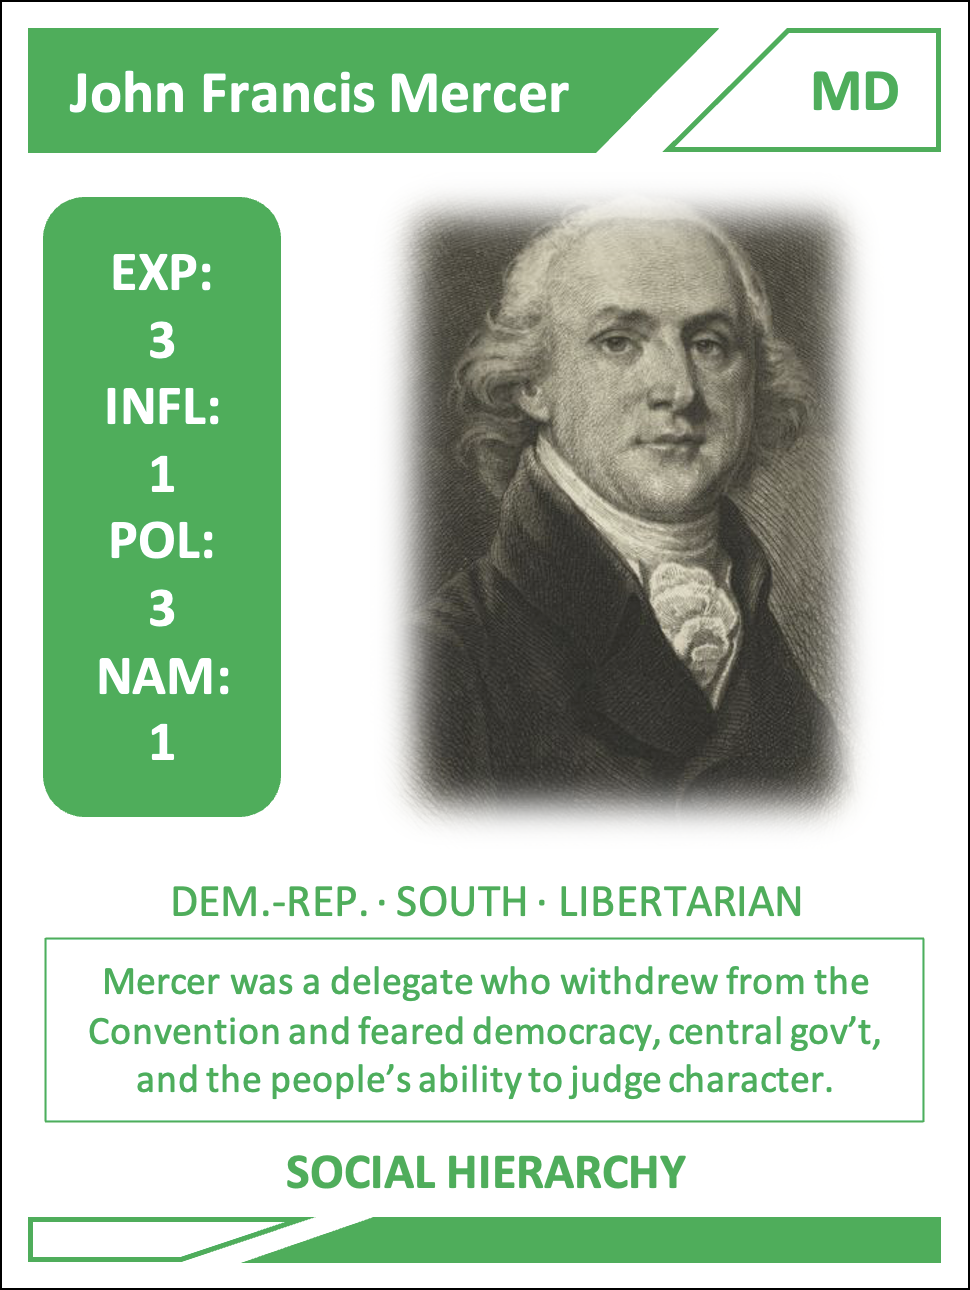 John Francis Mercer
MD
EXP:
3
INFL:
1
POL:
3
NAM:
1
DEM.-REP. · SOUTH · LIBERTARIAN
Mercer was a delegate who withdrew from the
Convention and feared democracy, central gov’t,
and the people’s ability to judge character.
SOCIAL HIERARCHY